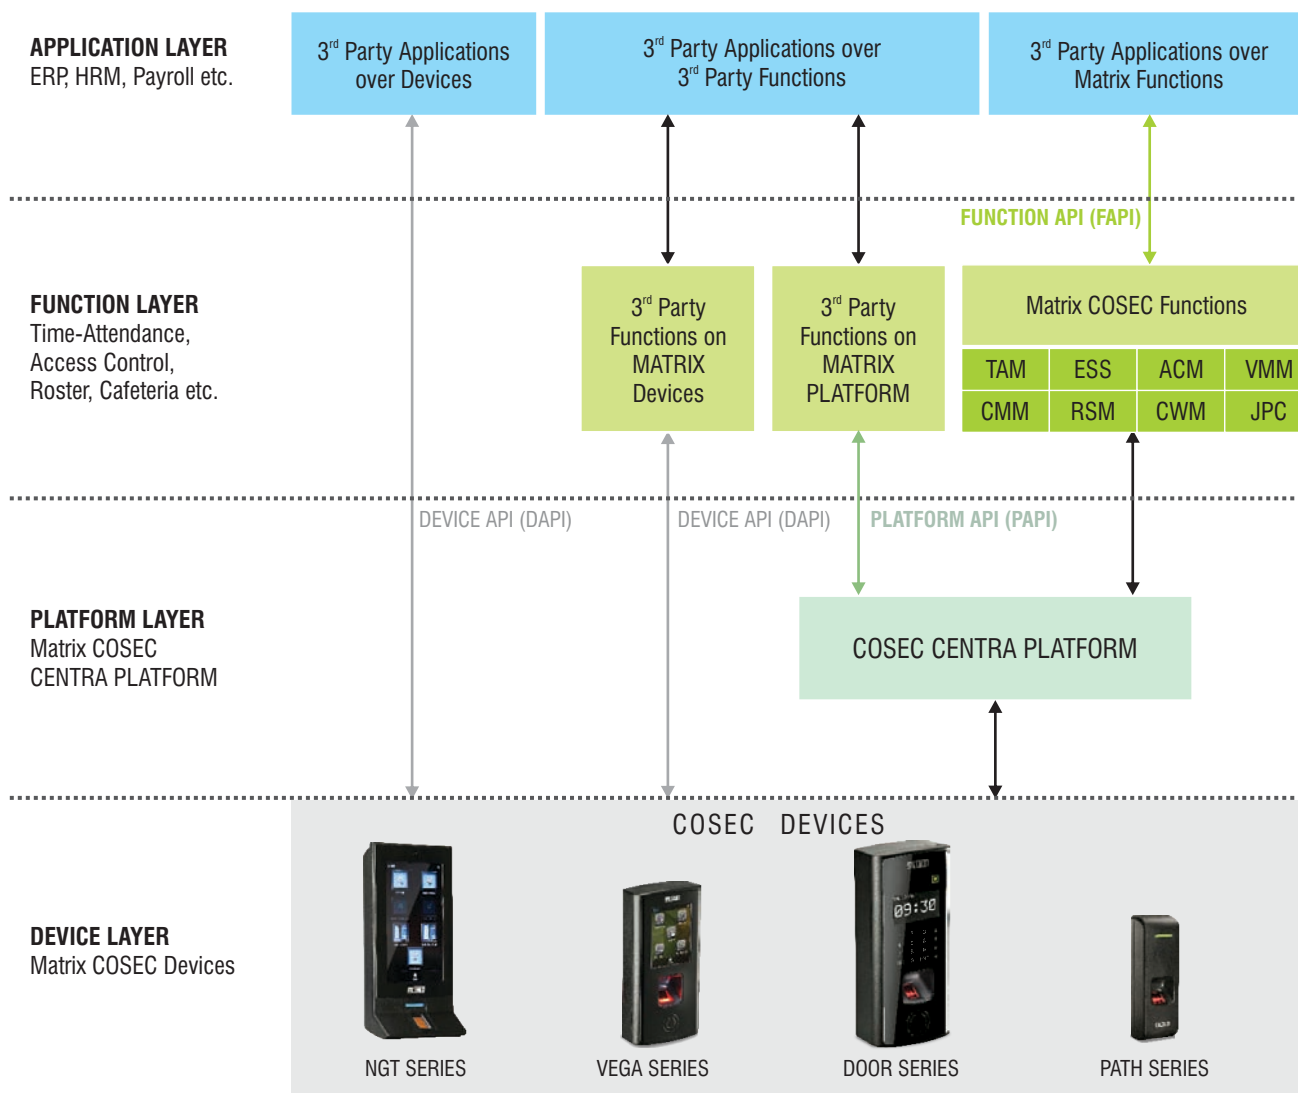 APPLICATION LAYER
ERP, HRM, Payroll etc.
3rd Party Applications
over Devices
3rd Party Applications over
3rd Party Functions
3rd Party Applications over
Matrix Functions
FUNCTION API (FAPI)
FUNCTION LAYER
Time-Attendance,
Access Control,
Roster, Cafeteria etc.
3rd Party
Functions on
MATRIX
Devices
3rd Party
Functions on
MATRIX
PLATFORM
Matrix COSEC Functions
TAM ESS ACM VMM
CMM RSM CWM JPC
DEVICE API (DAPI)
DEVICE API (DAPI)
PLATFORM API (PAPI)
PLATFORM LAYER
Matrix COSEC
CENTRA PLATFORM
COSEC CENTRA PLATFORM
COSEC DEVICES
09:30
DEVICE LAYER
Matrix COSEC Devices
NGT SERIES
VEGA SERIES
DOOR SERIES
PATH SERIES